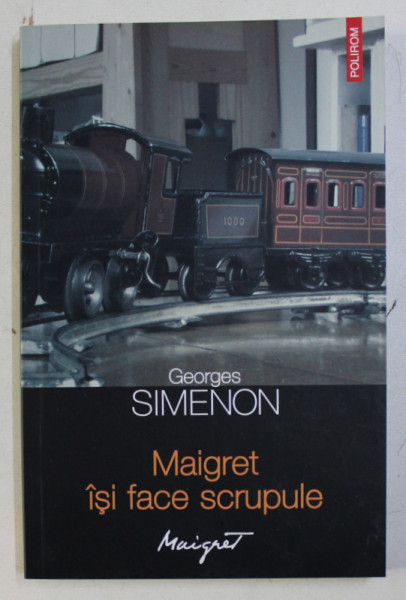 POLIROM
1000
Georges
SIMENON
Maigret
își face scrupule
Maigret